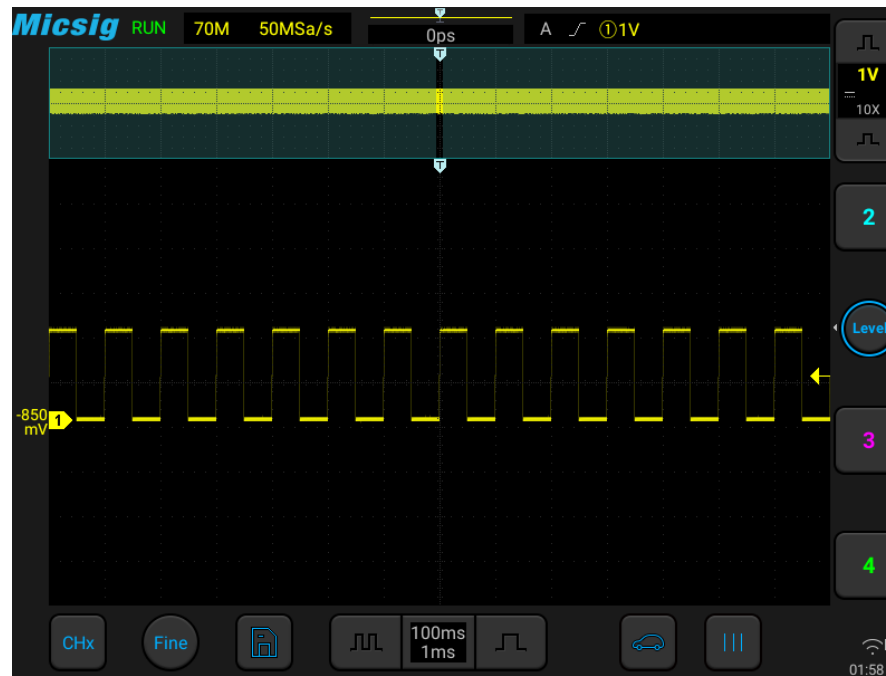 Micsig RUN 70M 50MSa/s 0ps A ①1V
T
T
1V
10X
T
2
Level
-850
mV
1
3
4
CHx
Fine
100ms
1ms
01:58